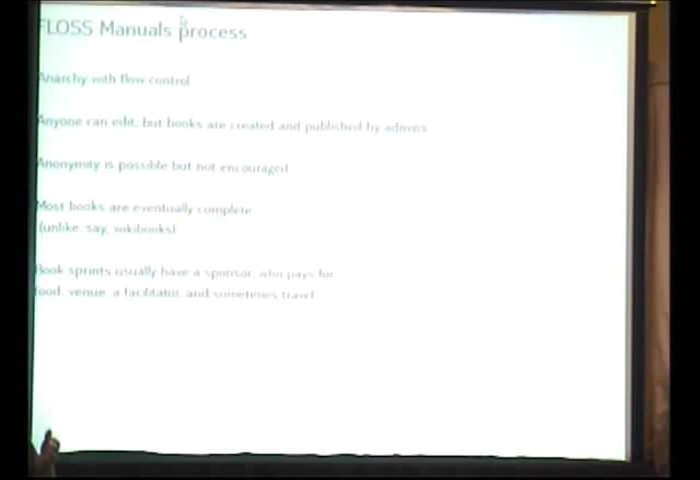 FLOSS Manuals process
Anarchy with flow control
Anyone can edit, but books are created and published by admins
Anonymity is possible but not encouraged
Most books are eventually complete
(unlike, say, wikibooks)
Book sprints usually have a sponsor, who pays for
food, venue, a facilitator, and sometimes travel